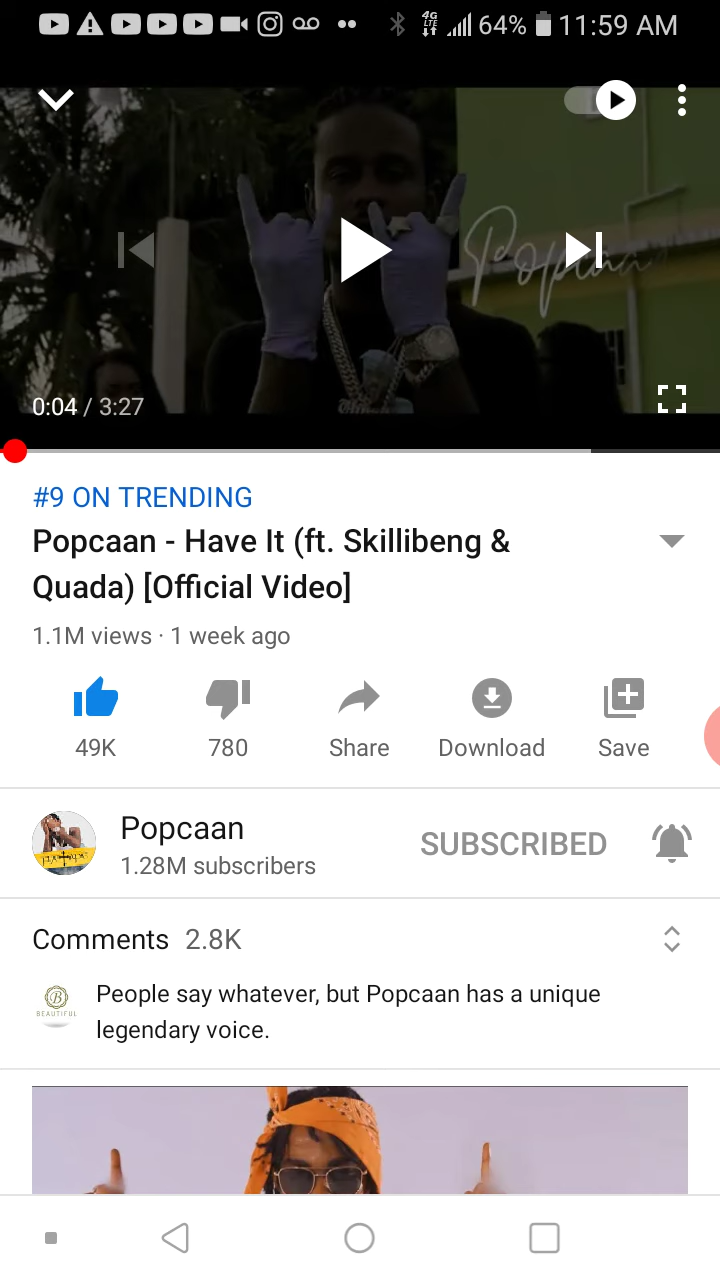 4G
LTE
64%
11:59 AM
Popcaan
0:04 / 3:27
#9 ON TRENDING
Popcaan - Have It (ft. Skillibeng &
Quada) [Official Video]
1.1M views · 1 week ago
49K
780
Share
Download
Save
Popcaan
1.28M subscribers
SUBSCRIBED
Comments 2.8K
People say whatever, but Popcaan has a unique
legendary voice.
B
BEAUTIFUL